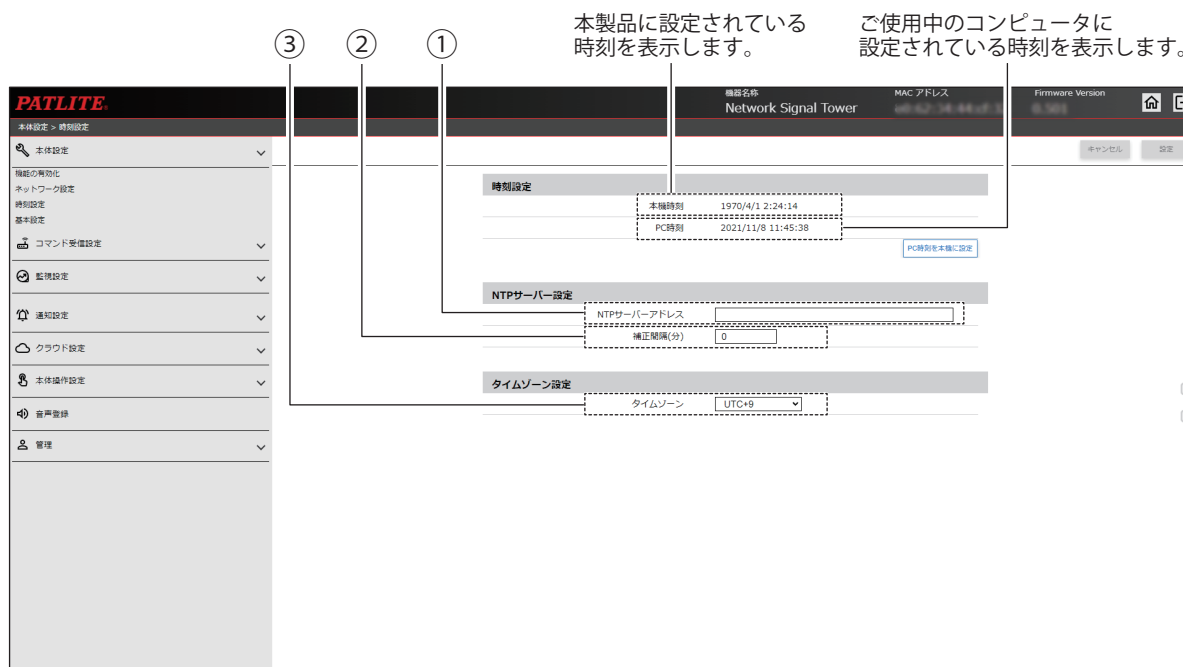 本製品に設定されている
時刻を表示します。
ご使用中のコンピュータに
設定されている時刻を表示します。
③ ② ①
PATLITE
機器名称
Network Signal Tower
MAC アドレス
Firmware Version
0.501
本体設定 > 時刻設定
キャンセル
設定
本体設定
機能の有効化
ネットワーク設定
時刻設定
基本設定
コマンド受信設定
監視設定
通知設定
クラウド設定
本体操作設定
音声登録
管理
時刻設定
本機時刻 1970/4/1 2:24:14
PC時刻 2021/11/8 11:45:38
PC時刻を本機に設定
NTPサーバー設定
NTPサーバーアドレス
補正間隔(分) 0
タイムゾーン設定
タイムゾーン UTC+9